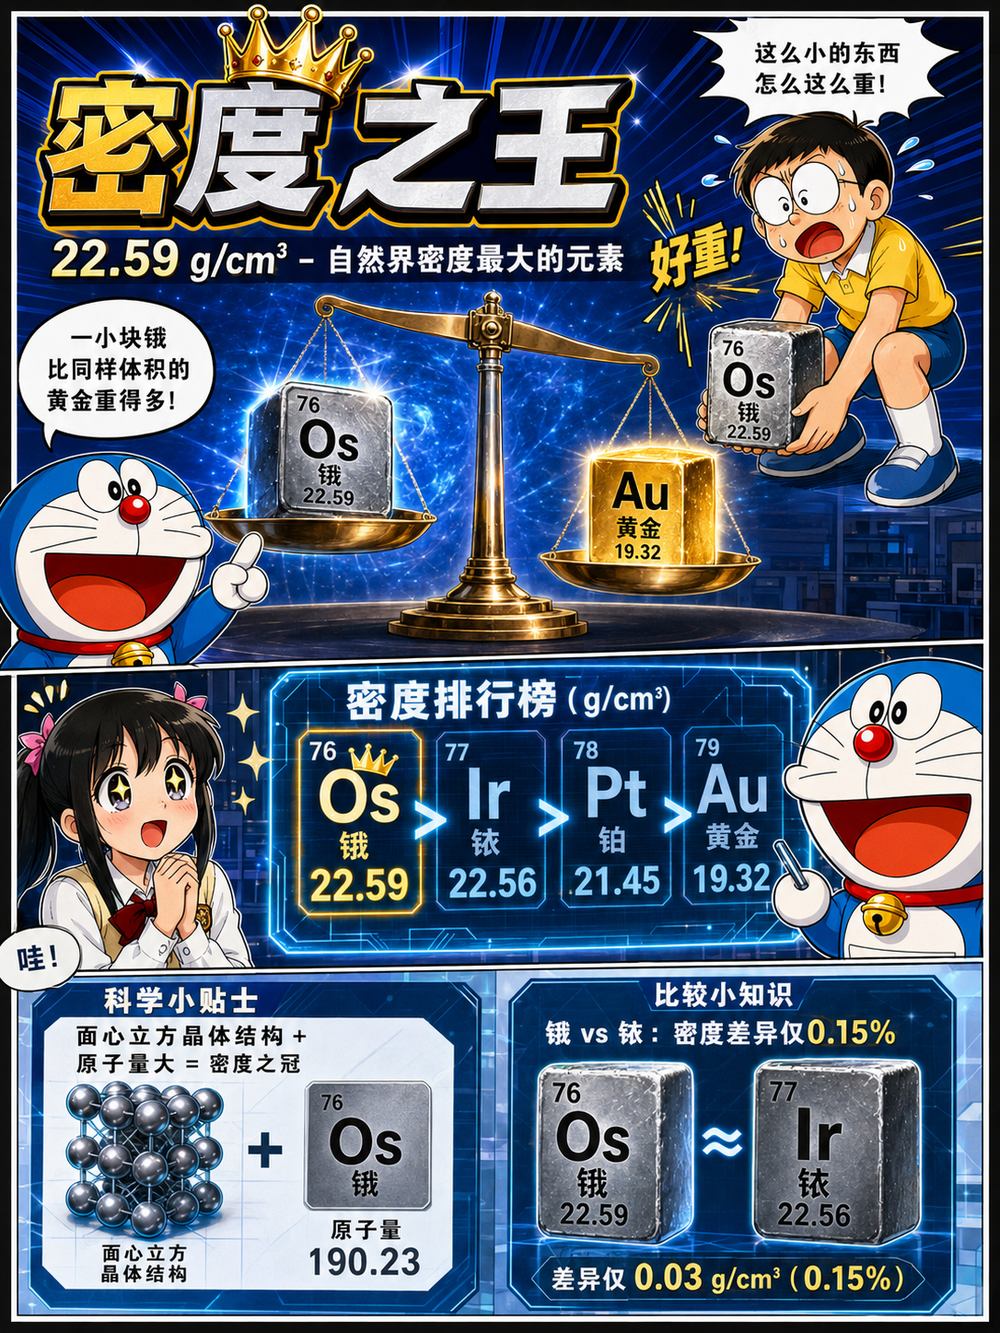 密度之王
22.59 g/cm³ – 自然界密度最大的元素
这么小的东西
怎么这么重!
好重!
76
Os
锇
22.59
一小块锇
比同样体积的
黄金重得多!
76
Os
锇
22.59
Au
黄金
19.32
密度排行榜 (g/cm³)
76
Os
锇
22.59
>
77
Ir
铱
22.56
>
78
Pt
铂
21.45
>
79
Au
黄金
19.32
哇!
科学小贴士
面心立方晶体结构 +
原子量大 = 密度之冠
+
76
Os
锇
面心立方
晶体结构
原子量
190.23
比较小知识
锇 vs 铱: 密度差异仅0.15%
76
Os
锇
22.59
≈
77
Ir
铱
22.56
差异仅 0.03 g/cm³ (0.15%)